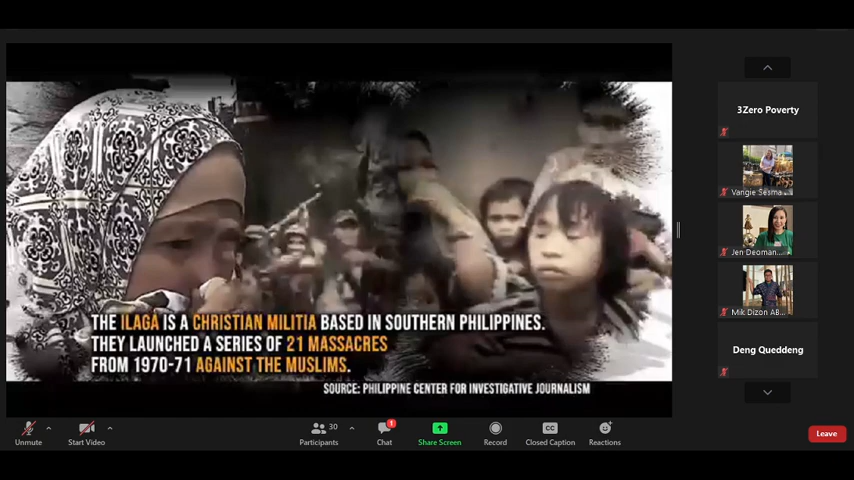 THE ILAGA IS A CHRISTIAN MILITIA BASED IN SOUTHERN PHILIPPINES.
THEY LAUNCHED A SERIES OF 21 MASSACRES
FROM 1970-71 AGAINST THE MUSLIMS.
SOURCE: PHILIPPINE CENTER FOR INVESTIGATIVE JOURNALISM
3Zero Poverty
Vangie Sesma...
Jen Deoman...
Mik Dizon AB...
Deng Queddeng
Unmute
Start Video
30
Participants
1
Chat
Share Screen
Record
CC
Closed Caption
Reactions
Leave